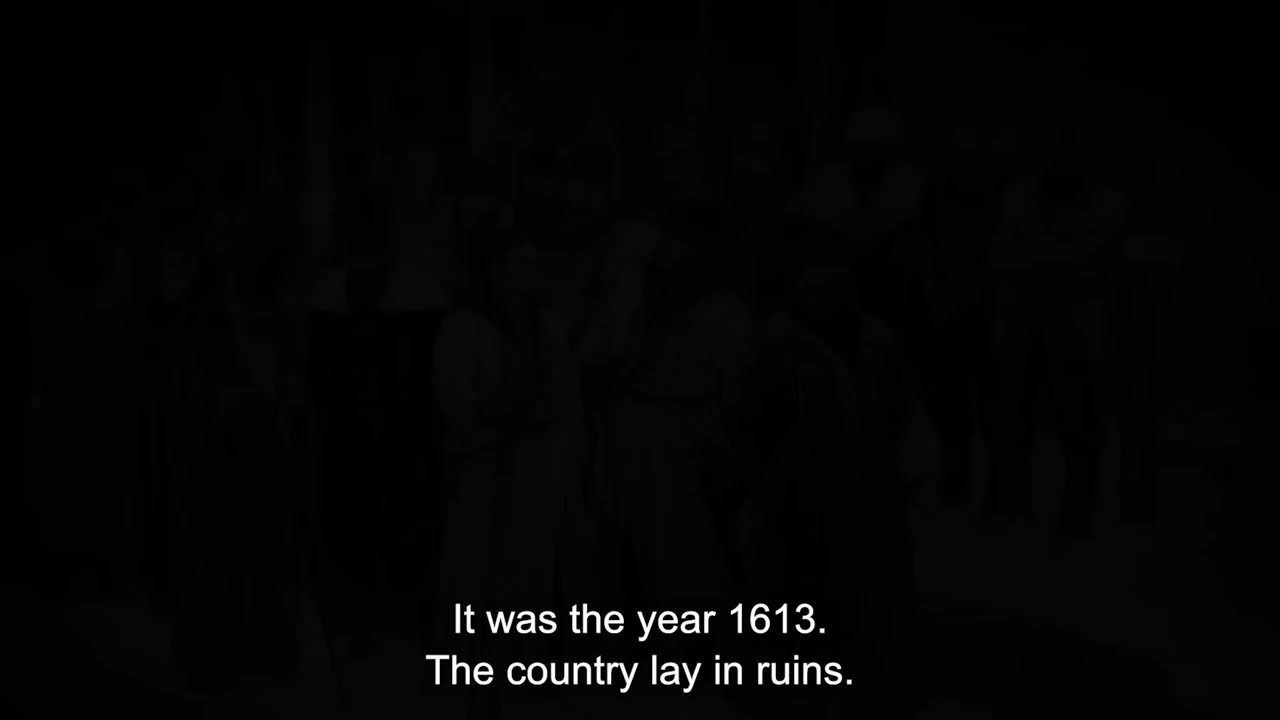 It was the year 1613.
The country lay in ruins.